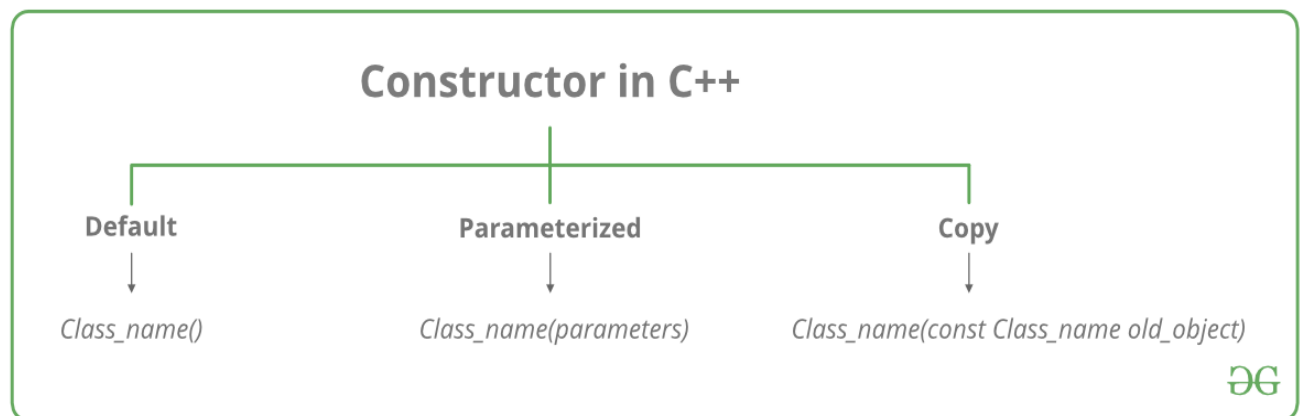 Constructor in C++
Default
Parameterized
Copy
Class_name()
Class_name(parameters)
Class_name(const Class_name old_object)